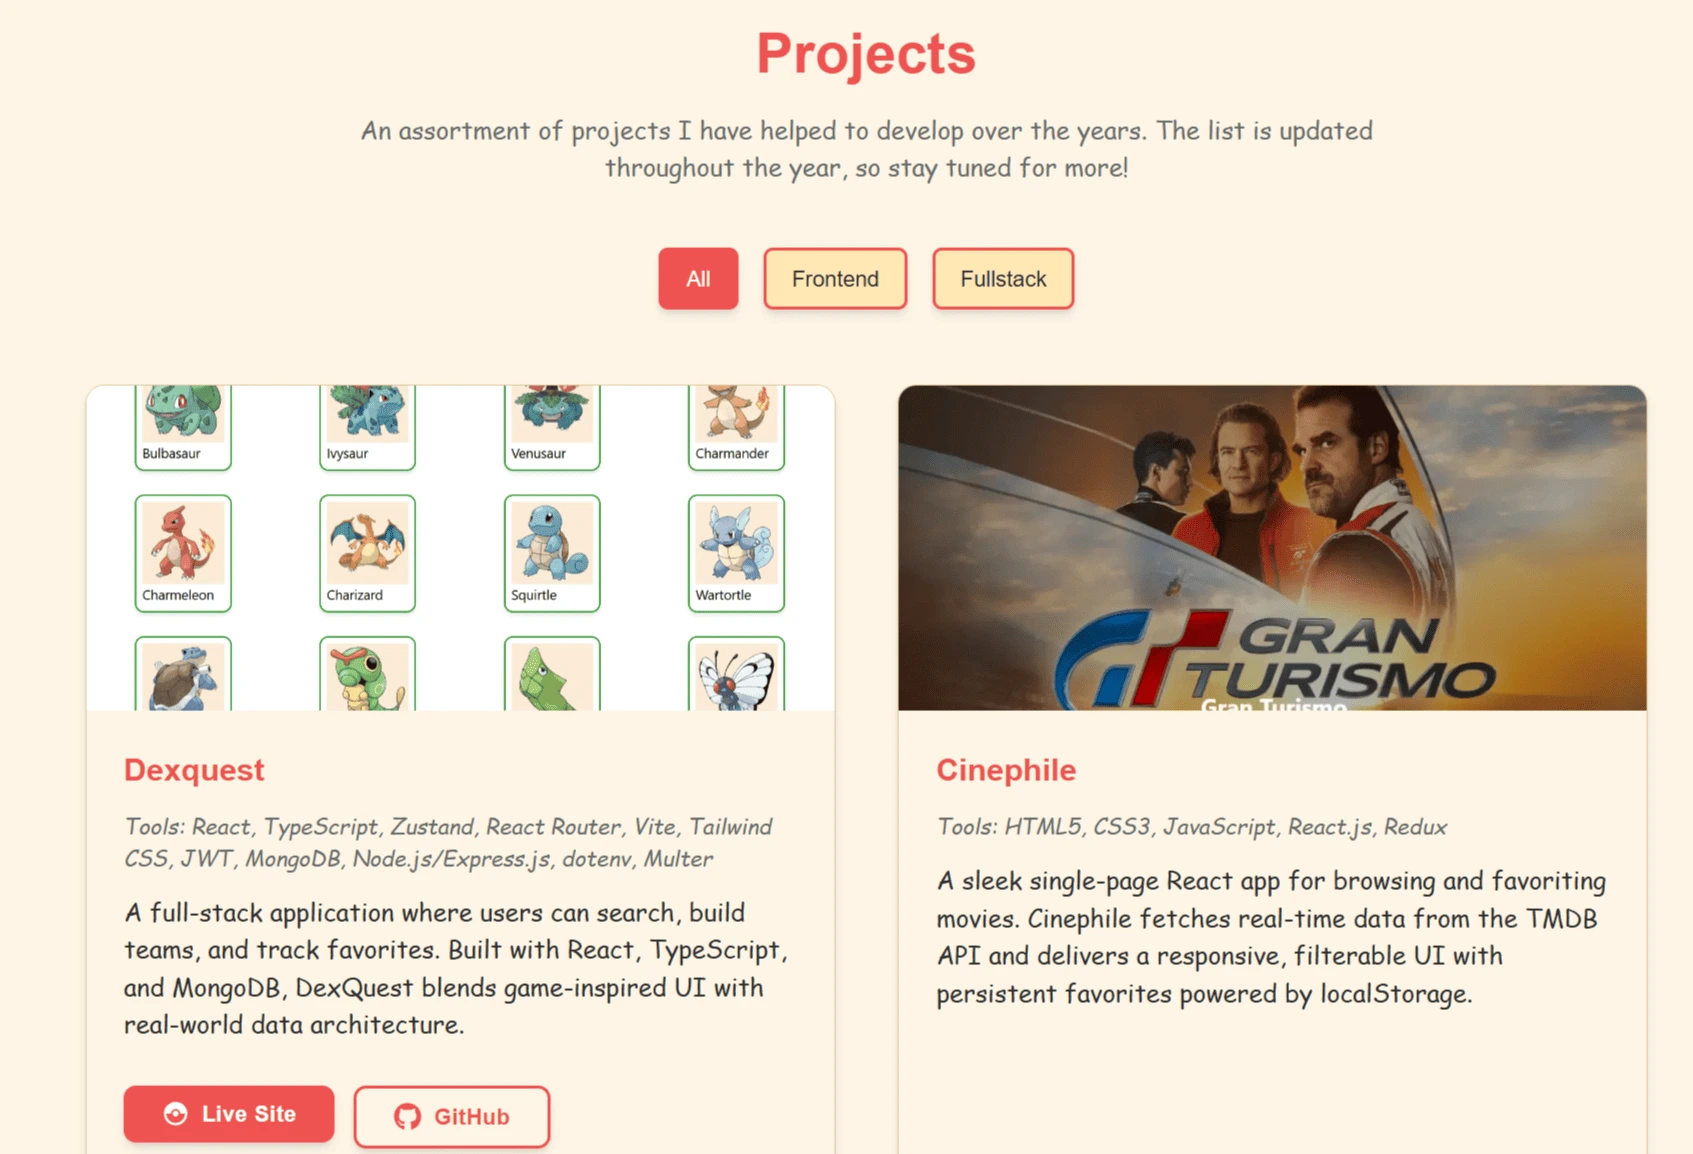 Projects
An assortment of projects I have helped to develop over the years. The list is updated
throughout the year, so stay tuned for more!
All
Frontend
Fullstack
Bulbasaur
Ivysaur
Venusaur
Charmander
Charmeleon
Charizard
Squirtle
Wartortle
GRAN
TURISMO
Gran Turismo
Dexquest
Tools: React, TypeScript, Zustand, React Router, Vite, Tailwind
CSS, JWT, MongoDB, Node.js/Express.js, dotenv, Multer
A full-stack application where users can search, build
teams, and track favorites. Built with React, TypeScript,
and MongoDB, DexQuest blends game-inspired UI with
real-world data architecture.
Live Site
GitHub
Cinephile
Tools: HTML5, CSS3, JavaScript, React.js, Redux
A sleek single-page React app for browsing and favoriting
movies. Cinephile fetches real-time data from the TMDB
API and delivers a responsive, filterable UI with
persistent favorites powered by localStorage.